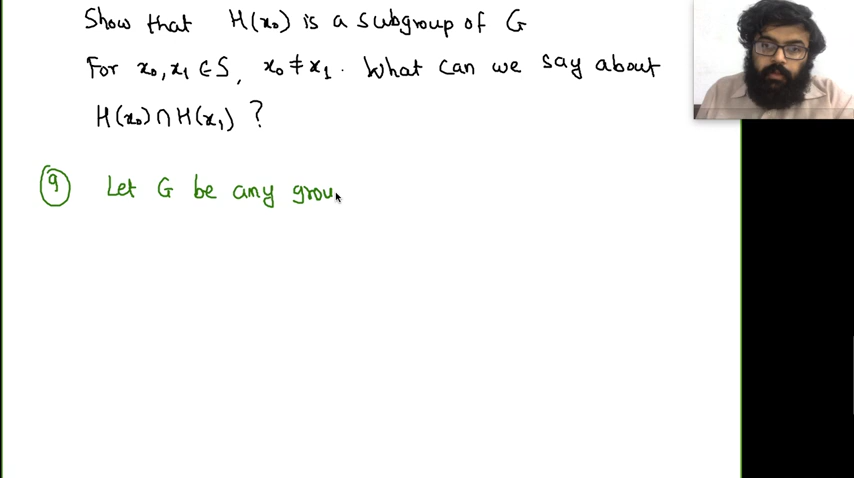 Show that H(x₀) is a subgroup of G
For x₀, x₁ ∈ S, x₀ ≠ x₁. What can we say about
H(x₀) ∩ H(x₁) ?
9 Let G be any grou